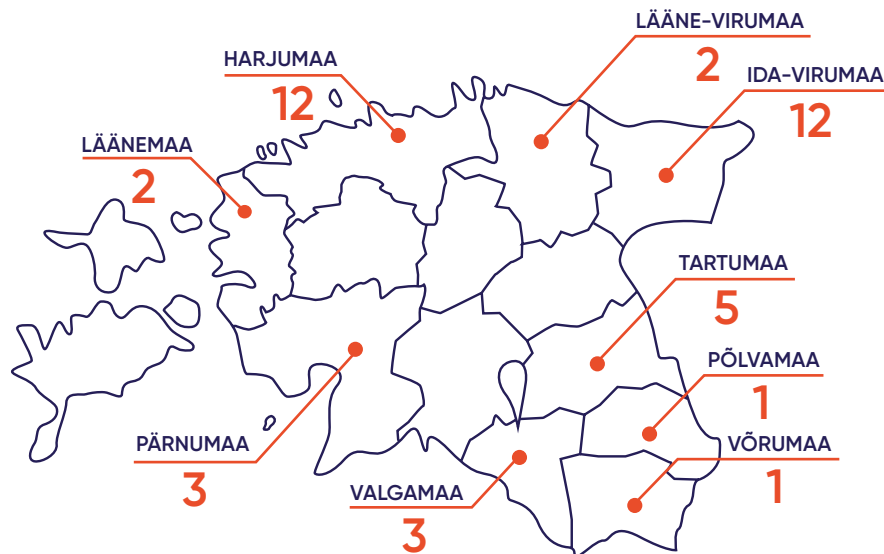 LÄÄNE-VIRUMAA
2
HARJUMAA
12
IDA-VIRUMAA
12
LÄÄNEMAA
2
TARTUMAA
5
PÕLVAMAA
1
PÄRNUMAA
3
VÕRUMAA
1
VALGAMAA
3